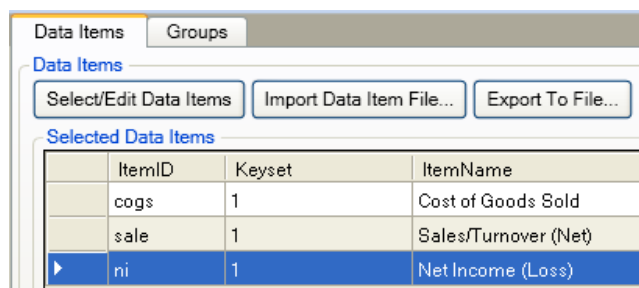 Data Items Groups
Data Items
Select/Edit Data Items Import Data Item File... Export To File...
Selected Data Items
ItemID Keyset ItemName
cogs 1 Cost of Goods Sold
sale 1 Sales/Turnover (Net)
ni 1 Net Income (Loss)